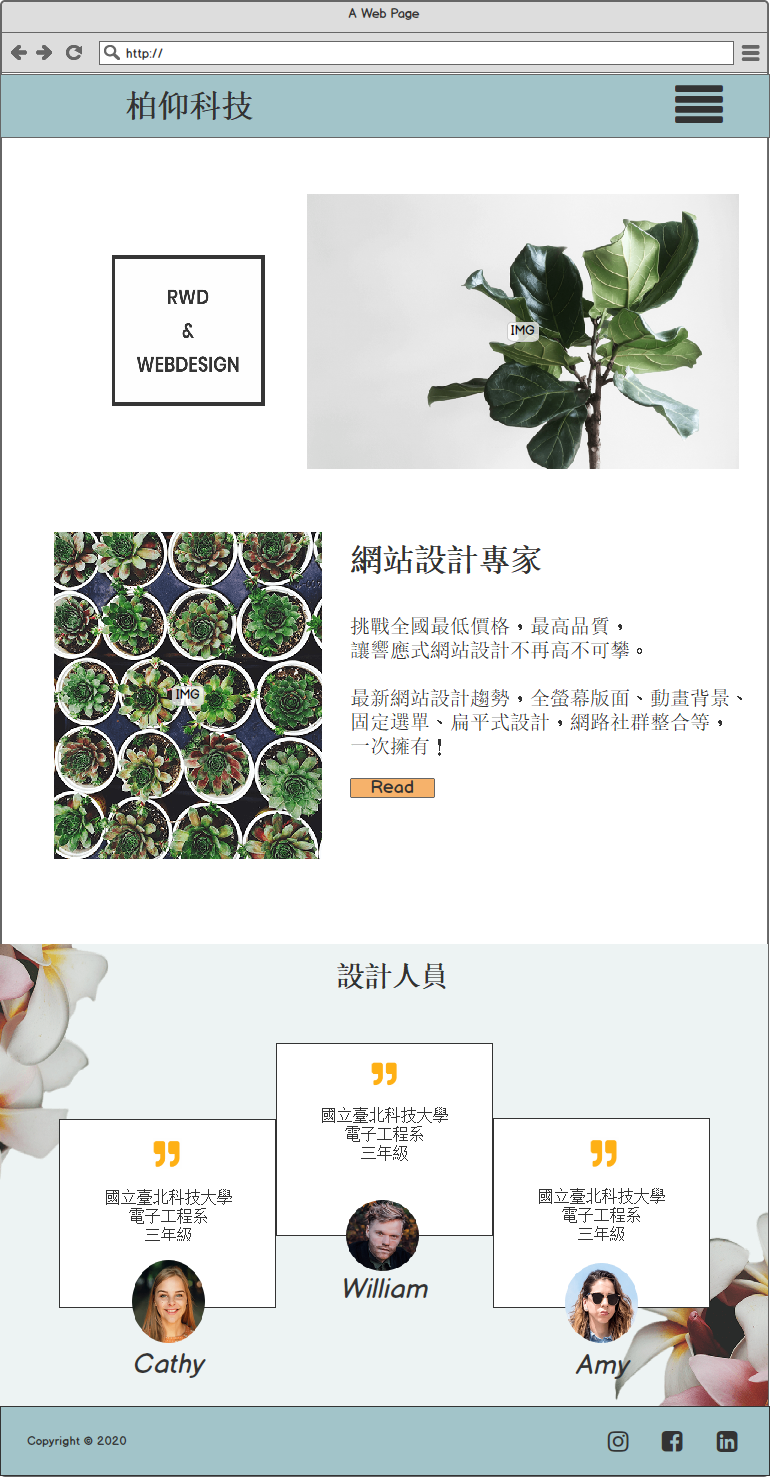 A Web Page
http://
柏仰科技
RWD
&
WEBDESIGN
IMG
IMG
網站設計專家
挑戰全國最低價格，最高品質，
讓響應式網站設計不再高不可攀。
最新網站設計趨勢，全螢幕版面、動畫背景、
固定選單、扁平式設計，網路社群整合等，
一次擁有！
Read
設計人員
國立臺北科技大學
電子工程系
三年級
Cathy
國立臺北科技大學
電子工程系
三年級
William
國立臺北科技大學
電子工程系
三年級
Amy
Copyright © 2020